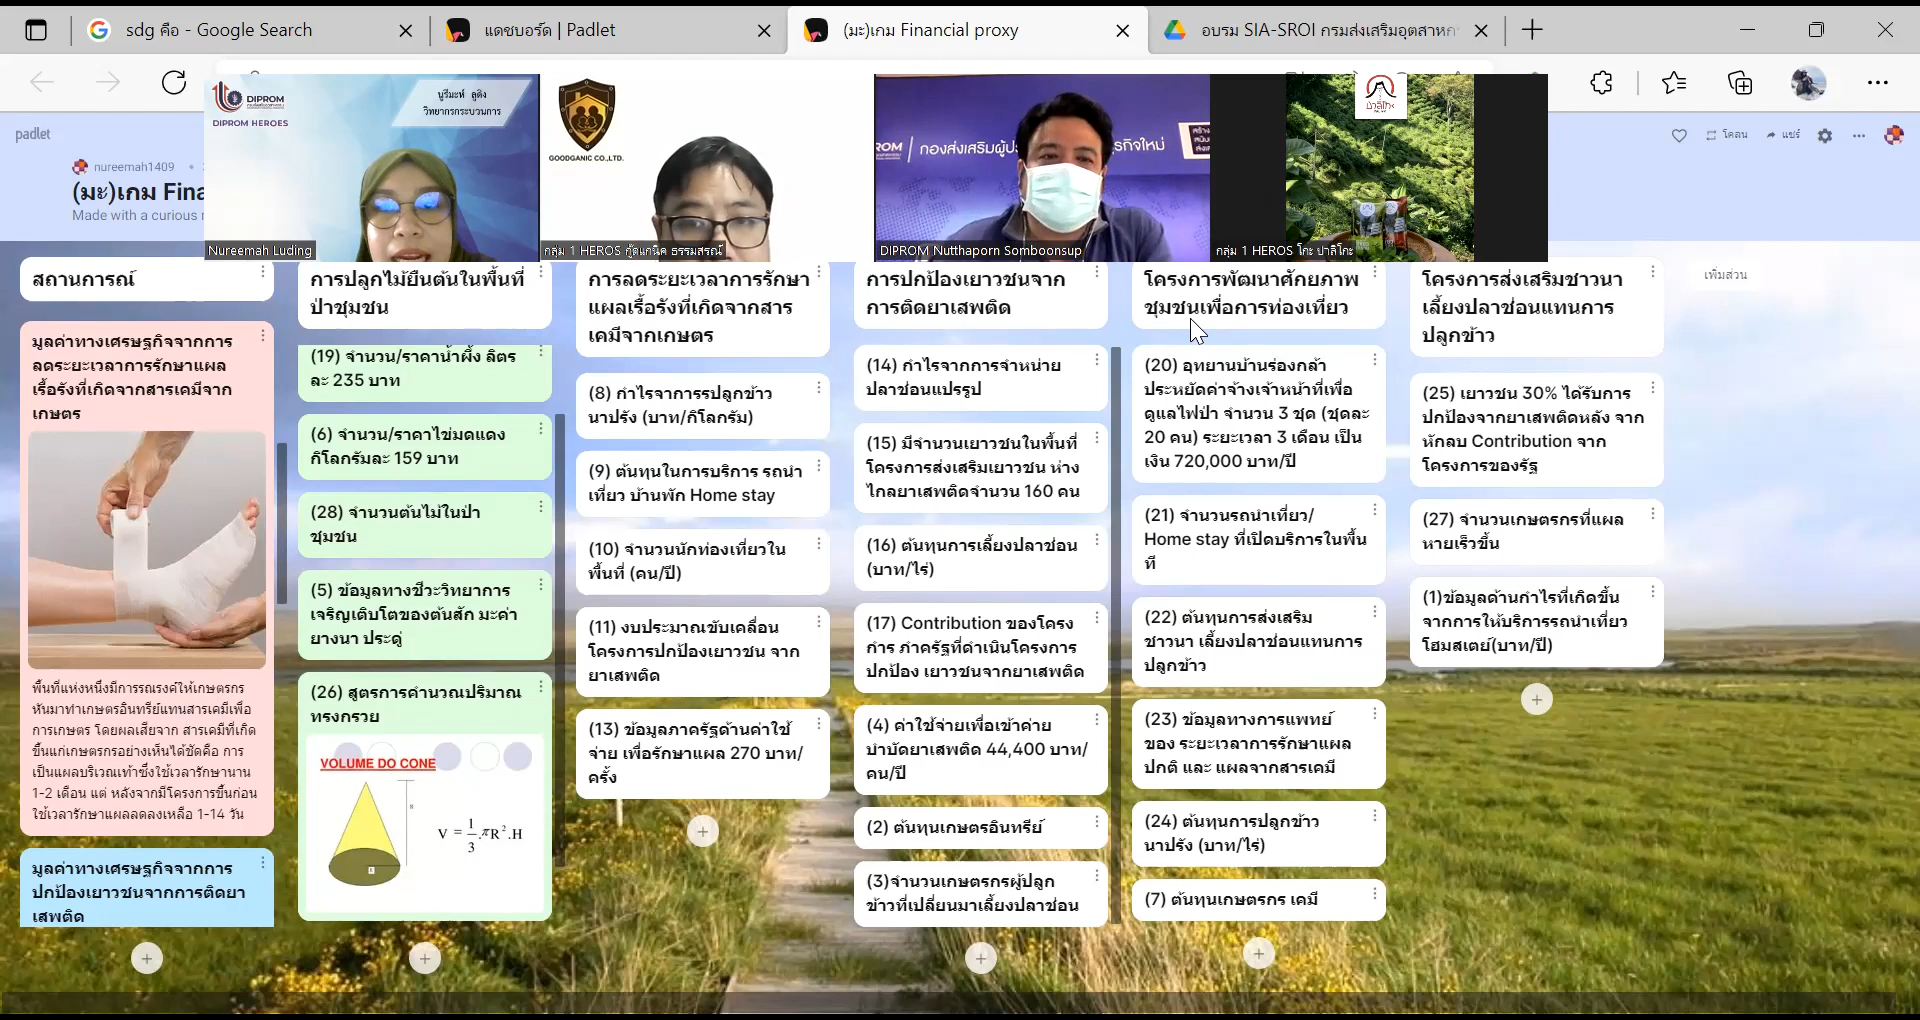 sdg คือ - Google Search
แดชบอร์ด | Padlet
(มะ)เกม Financial proxy
อบรม SIA-SROI กรมส่งเสริมอุตสาหก
padlet
nureemah1409
(มะ)เกม Fina
Made with a curious
DIPROM
DIPROM HEROES
นูรีมะห์ ลูดิง
วิทยากรกระบวนการ
Nureemah Luding
GOODGANIC CO.,LTD.
กลุ่ม 1 HEROS กู๊ดแกนิค ธรรมสรณ์
กองส่งเสริมผู้ป
รกิจใหม่
DIPROM Nutthaporn Somboonsup
ปาลิโกะ
กลุ่ม 1 HEROS โกะ ปาลิโกะ
โคลน
แชร์
เพิ่มส่วน
สถานการณ์
มูลค่าทางเศรษฐกิจจากการ
ลดระยะเวลาการรักษาแผล
เรื้อรังที่เกิดจากสารเคมีจาก
เกษตร
พื้นที่แห่งหนึ่งมีการรณรงค์ให้เกษตรกร
หันมาทำเกษตรอินทรีย์แทนสารเคมีเพื่อ
การเกษตร โดยผลเสียจาก สารเคมีที่เกิด
ขึ้นแก่เกษตรกรอย่างเห็นได้ชัดคือ การ
เป็นแผลบริเวณเท้าซึ่งใช้เวลารักษานาน
1-2 เดือน แต่ หลังจากมีโครงการขึ้นก่อน
ใช้เวลารักษาแผลลดลงเหลือ 1-14 วัน
มูลค่าทางเศรษฐกิจจากการ
ปกป้องเยาวชนจากการติดยา
เสพติด
การปลูกไม้ยืนต้นในพื้นที่
ป่าชุมชน
(19) จำนวน/ราคาน้ำผึ้ง ลิตร
ละ 235 บาท
(6) จำนวน/ราคาไข่มดแดง
กิโลกรัมละ 159 บาท
(28) จำนวนต้นไม้ในป่า
ชุมชน
(5) ข้อมูลทางชีวะวิทยาการ
เจริญเติบโตของต้นสัก มะค่า
ยางนา ประดู่
(26) สูตรการคำนวณปริมาณ
ทรงกรวย
VOLUME DO CONE
V = 1/3 .πR².H
การลดระยะเวลาการรักษา
แผลเรื้อรังที่เกิดจากสาร
เคมีจากเกษตร
(8) กำไรจาการรปลูกข้าว
นาปรัง (บาท/กิโลกรัม)
(9) ต้นทุนในการบริการ รถนำ
เที่ยว บ้านพัก Home stay
(10) จำนวนนักท่องเที่ยวใน
พื้นที่ (คน/ปี)
(11) งบประมาณขับเคลื่อน
โครงการปกป้องเยาวชน จาก
ยาเสพติด
(13) ข้อมูลภาครัฐด้านค่าใช้
จ่าย เพื่อรักษาแผล 270 บาท/
ครั้ง
การปกป้องเยาวชนจาก
การติดยาเสพติด
(14) กำไรจากการจำหน่าย
ปลาช่อนแปรรูป
(15) มีจำนวนเยาวชนในพื้นที่
โครงการส่งเสริมเยาวชน ห่าง
ไกลยาเสพติดจำนวน 160 คน
(16) ต้นทุนการเลี้ยงปลาช่อน
(บาท/ไร่)
(17) Contribution ของโครง
กำร ภำครัฐที่ดำเนินโครงการ
ปกป้อง เยาวชนจากยาเสพติด
(4) ค่าใช้จ่ายเพื่อเข้าค่าย
บำบัดยาเสพติด 44,400 บาท/
คน/ปี
(2) ต้นทุนเกษตรอินทรีย์
(3)จำนวนเกษตรกรผู้ปลูก
ข้าวที่เปลี่ยนมาเลี้ยงปลาช่อน
โครงการพัฒนาศักยภาพ
ชุมชนเพื่อการท่องเที่ยว
(20) อุทยานบ้านร่องกล้า
ประหยัดค่าจ้างเจ้าหน้าที่เพื่อ
ดูแลไฟป่า จำนวน 3 ชุด (ชุดละ
20 คน) ระยะเวลา 3 เดือน เป็น
เงิน 720,000 บาท/ปี
(21) จำนวนรถนำเที่ยว/
Home stay ที่เปิดบริการในพื้น
ที่
(22) ต้นทุนการส่งเสริม
ชาวนา เลี้ยงปลาช่อนแทนการ
ปลูกข้าว
(23) ข้อมูลทางการแพทย์
ของ ระยะเวลาการรักษาแผล
ปกติ และ แผลจากสารเคมี
(24) ต้นทุนการปลูกข้าว
นาปรัง (บาท/ไร่)
(7) ต้นทุนเกษตรกร เคมี
โครงการส่งเสริมชาวนา
เลี้ยงปลาช่อนแทนการ
ปลูกข้าว
(25) เยาวชน 30% ได้รับการ
ปกป้องจากยาเสพติดหลัง จาก
หักลบ Contribution จาก
โครงการของรัฐ
(27) จำนวนเกษตรกรที่แผล
หายเร็วขึ้น
(1)ข้อมูลด้านกำไรที่เกิดขึ้น
จากการให้บริการรถนำเที่ยว
โฮมสเตย์(บาท/ปี)